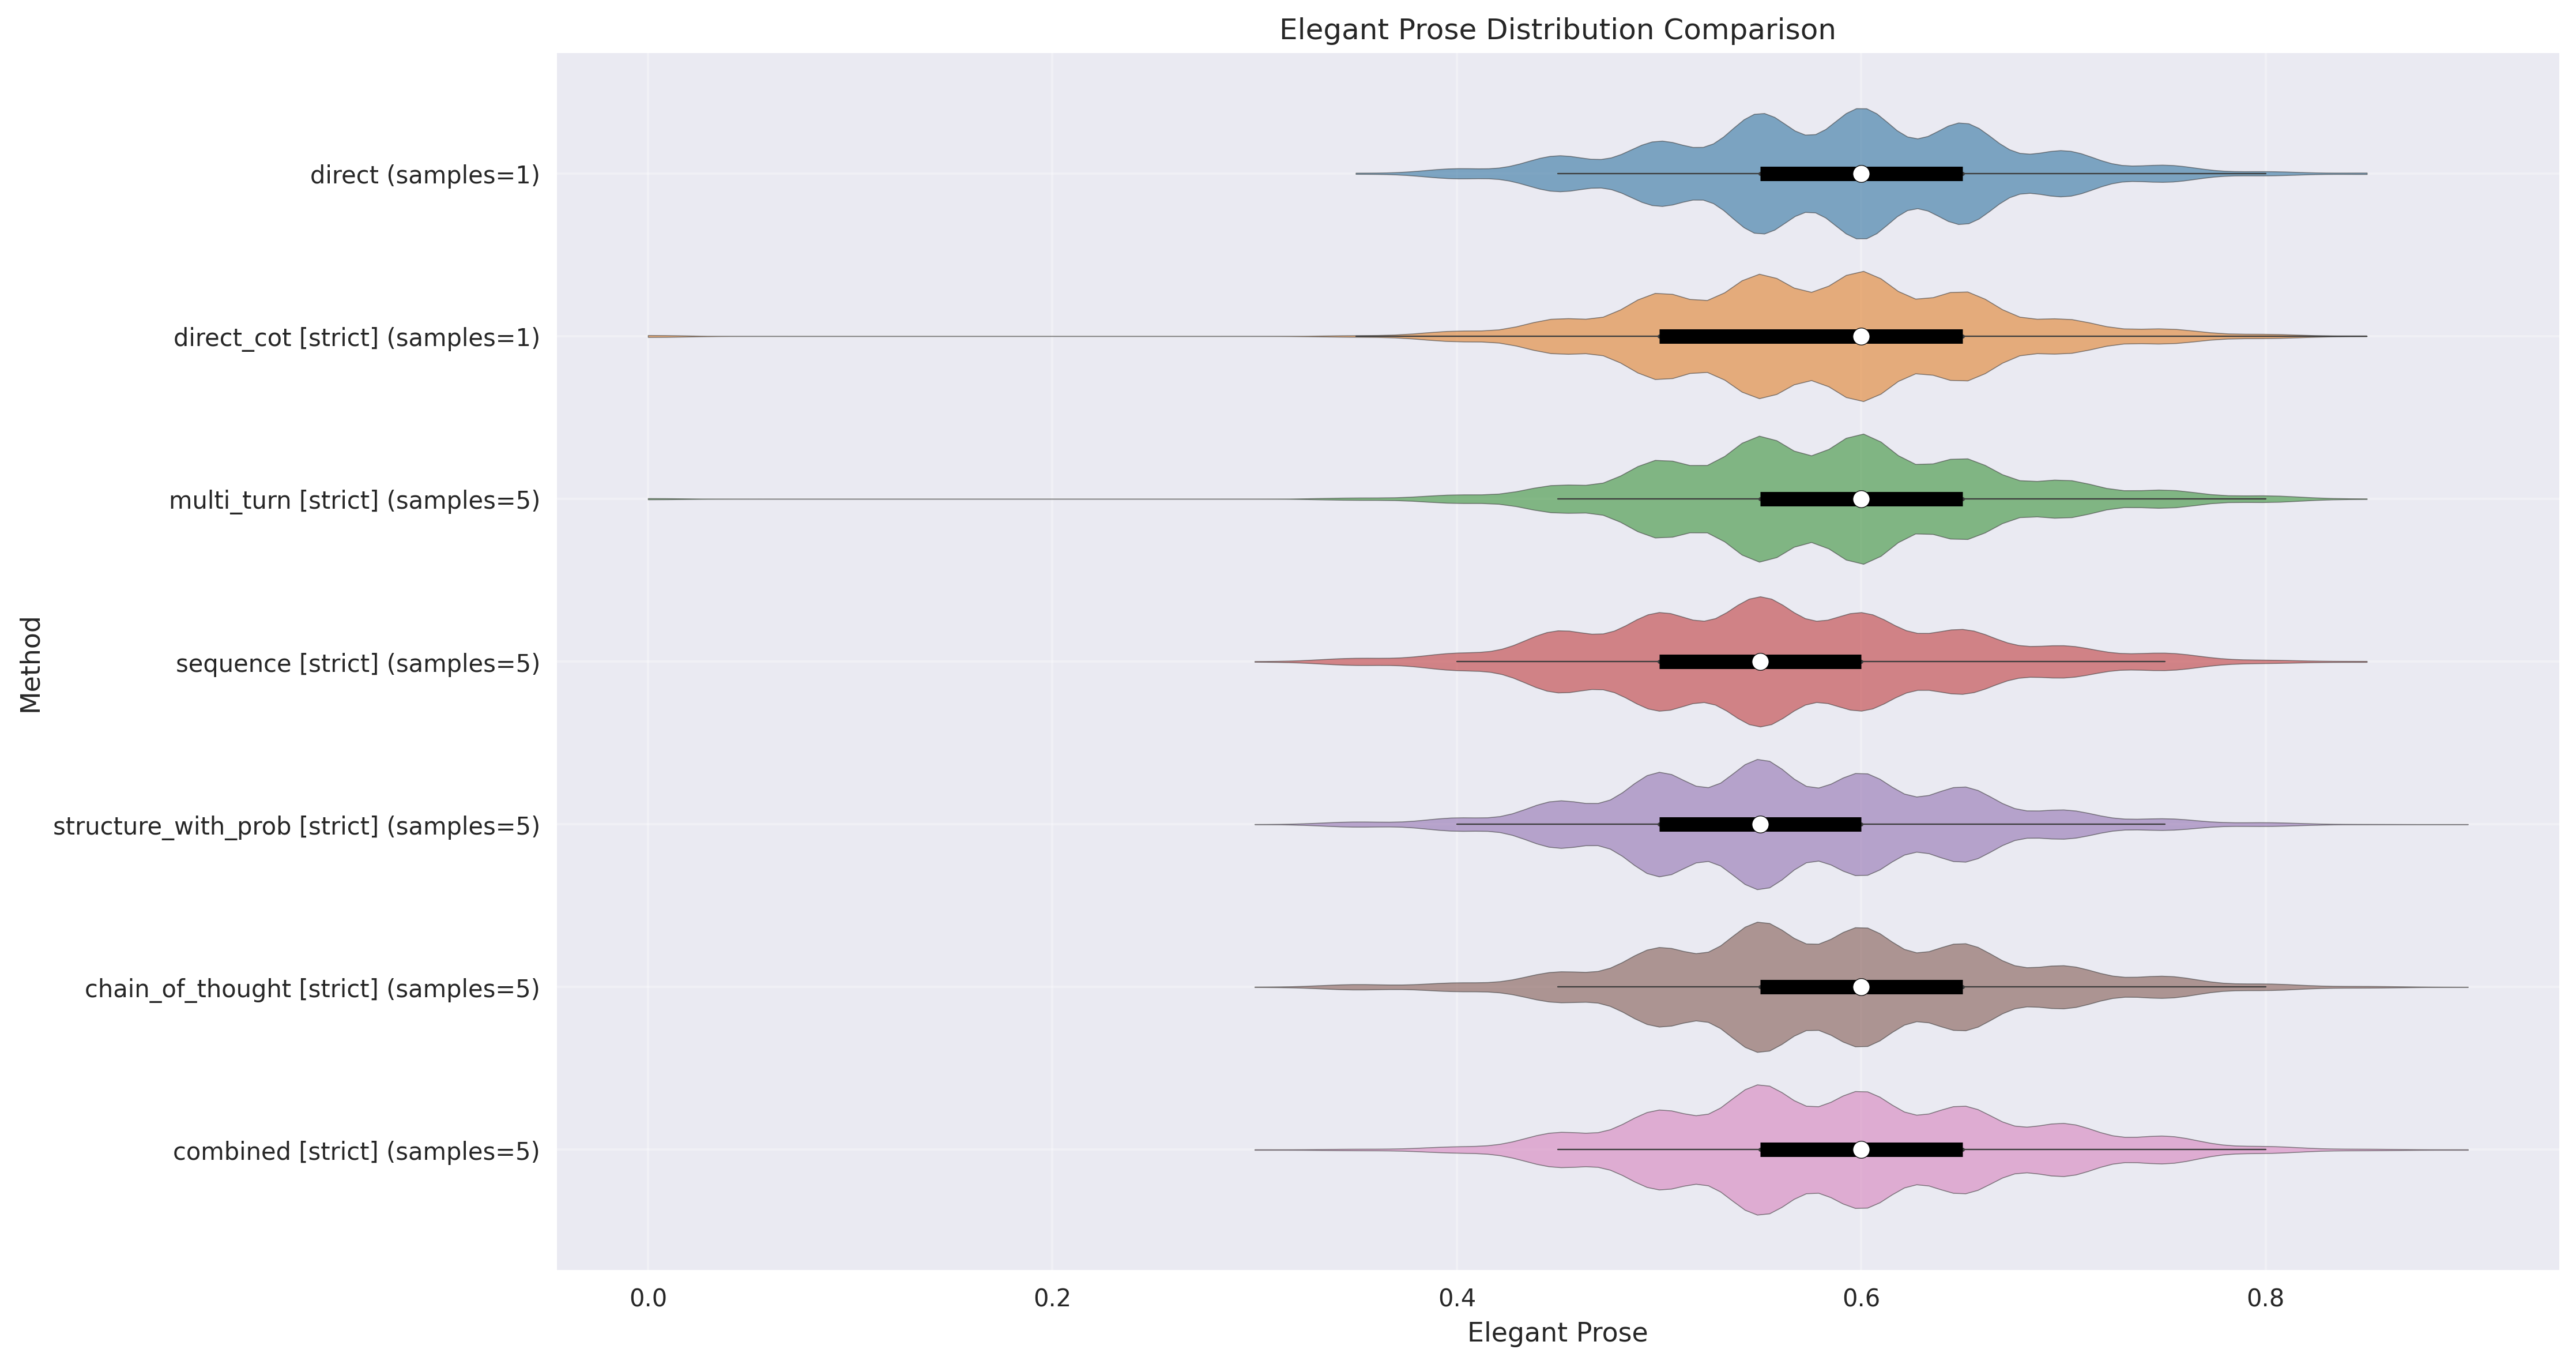 Elegant Prose Distribution Comparison
Method
direct (samples=1)
direct_cot [strict] (samples=1)
multi_turn [strict] (samples=5)
sequence [strict] (samples=5)
structure_with_prob [strict] (samples=5)
chain_of_thought [strict] (samples=5)
combined [strict] (samples=5)
0.0 0.2 0.4 0.6 0.8
Elegant Prose